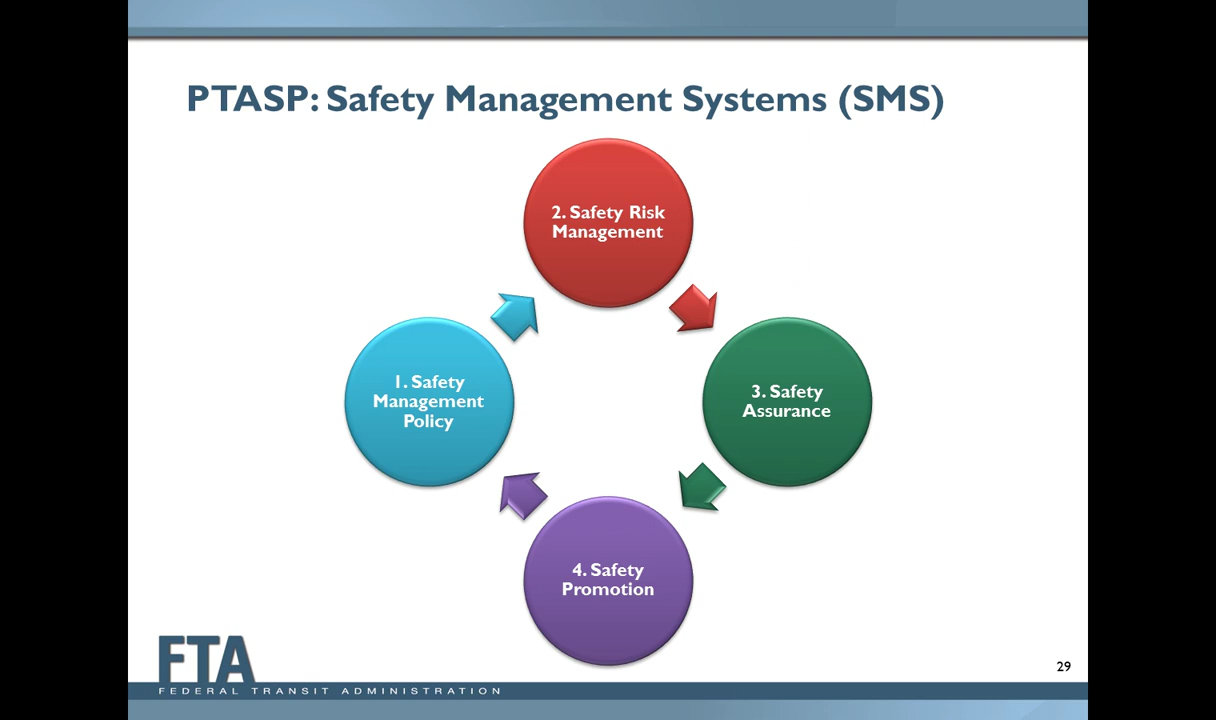 PTASP: Safety Management Systems (SMS)
2. Safety Risk
Management
1. Safety
Management
Policy
3. Safety
Assurance
4. Safety
Promotion
FTA
FEDERAL TRANSIT ADMINISTRATION
29